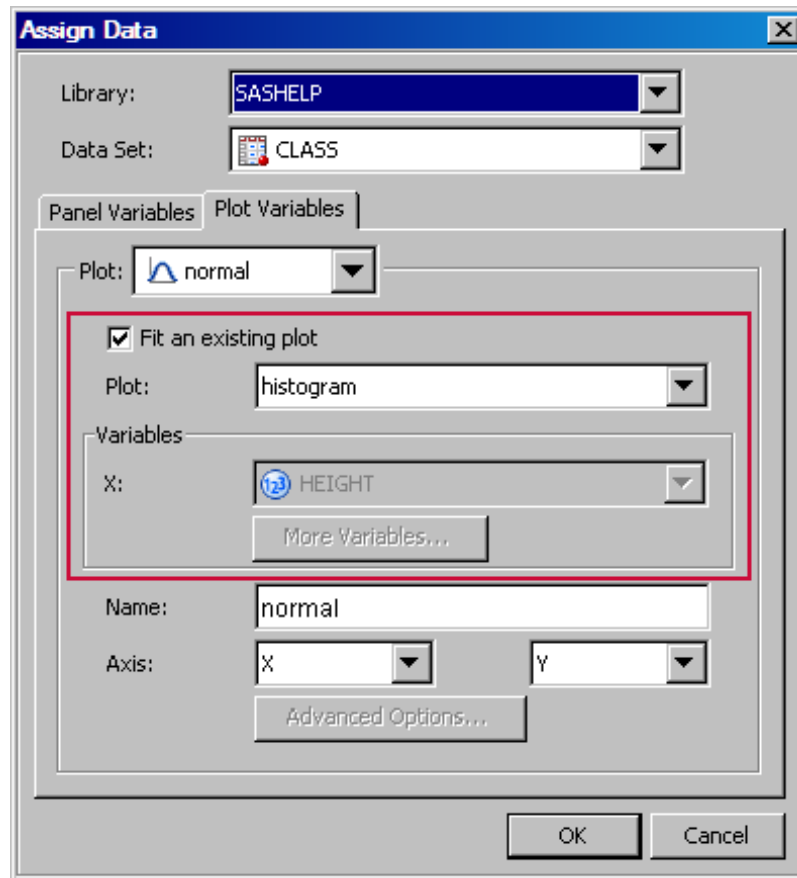 Assign Data
Library: SASHELP
Data Set: CLASS
Panel Variables Plot Variables
Plot: normal
Fit an existing plot
Plot: histogram
Variables
X: 123 HEIGHT
More Variables...
Name: normal
Axis: X Y
Advanced Options...
OK Cancel